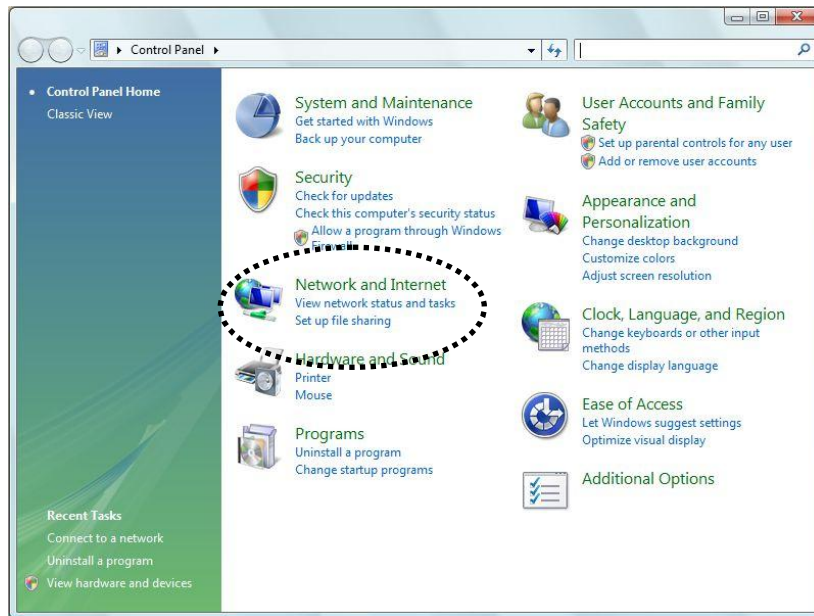 Control Panel
Control Panel Home
Classic View
Recent Tasks
Connect to a network
Uninstall a program
View hardware and devices
System and Maintenance
Get started with Windows
Back up your computer
Security
Check for updates
Check this computer's security status
Allow a program through Windows
Firewall
Network and Internet
View network status and tasks
Set up file sharing
Hardware and Sound
Printer
Mouse
Programs
Uninstall a program
Change startup programs
User Accounts and Family
Safety
Set up parental controls for any user
Add or remove user accounts
Appearance and
Personalization
Change desktop background
Customize colors
Adjust screen resolution
Clock, Language, and Region
Change keyboards or other input
methods
Change display language
Ease of Access
Let Windows suggest settings
Optimize visual display
Additional Options